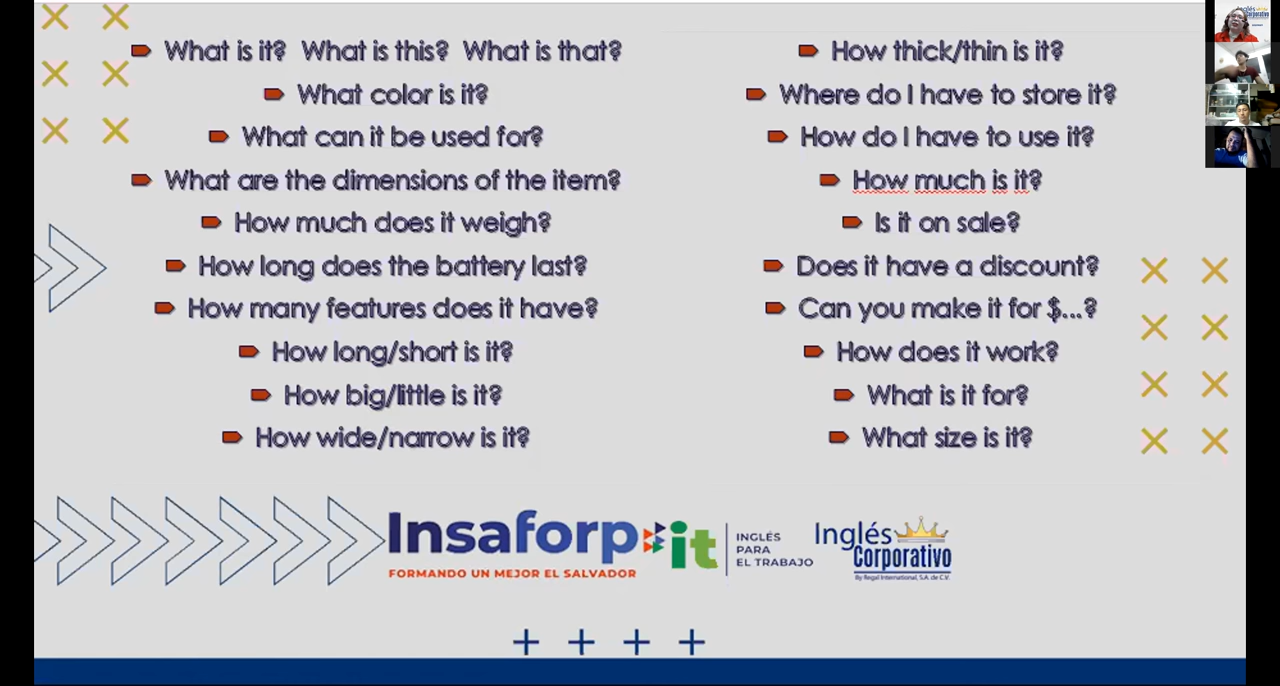 What is it?  What is this?  What is that?
What color is it?
What can it be used for?
What are the dimensions of the item?
How much does it weigh?
How long does the battery last?
How many features does it have?
How long/short is it?
How big/little is it?
How wide/narrow is it?
How thick/thin is it?
Where do I have to store it?
How do I have to use it?
How much is it?
Is it on sale?
Does it have a discount?
Can you make it for $...?
How does it work?
What is it for?
What size is it?
Insaforp
FORMANDO UN MEJOR EL SALVADOR
it
INGLÉS
PARA
EL TRABAJO
Inglés
Corporativo
By Regal International, S.A. de C.V.